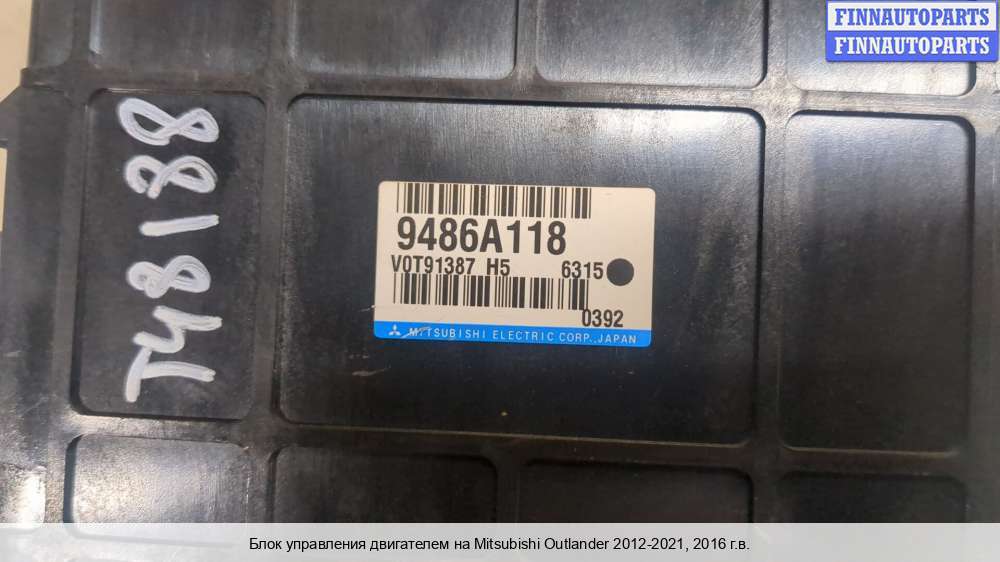 FINNAUTOPARTS
FINNAUTOPARTS
T48188
9486A118
V0T91387 H5 6315
0392
MITSUBISHI ELECTRIC CORP., JAPAN
Блок управления двигателем на Mitsubishi Outlander 2012-2021, 2016 г.в.